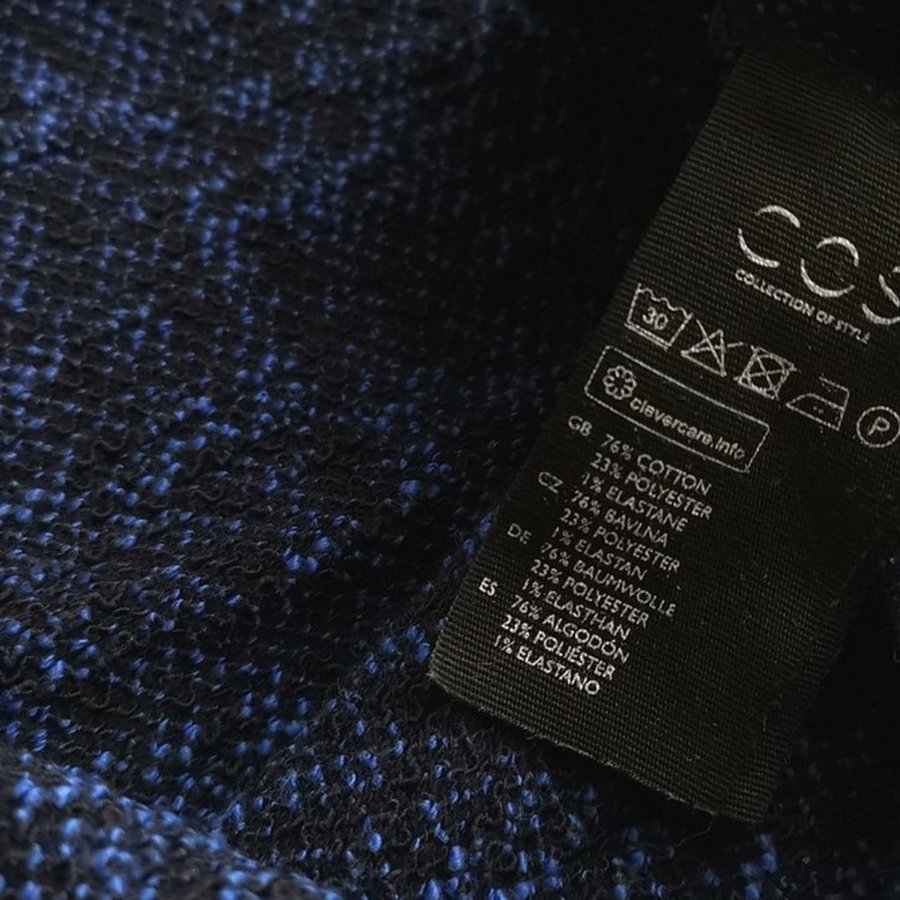 COS
COLLECTION OF STYLE
30
P
clevercare.info
GB 76% COTTON
23% POLYESTER
1% ELASTANE
CZ 76% BAVLNA
23% POLYESTER
1% ELASTAN
DE 76% BAUMWOLLE
23% POLYESTER
1% ELASTHAN
ES 76% ALGODÓN
23% POLIÉSTER
1% ELASTANO